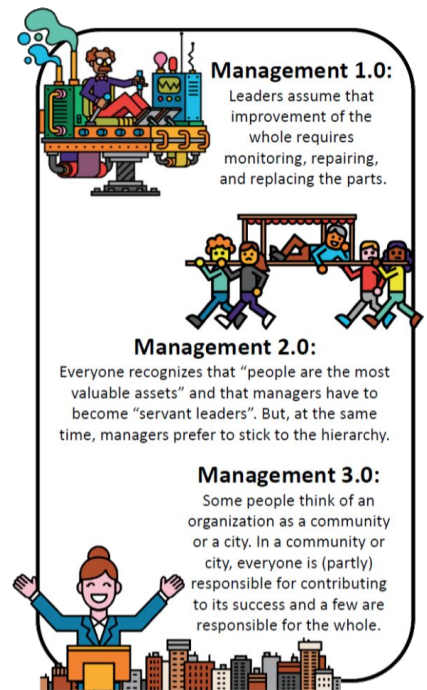 Management 1.0:
Leaders assume that
improvement of the
whole requires
monitoring, repairing,
and replacing the parts.
Management 2.0:
Everyone recognizes that “people are the most
valuable assets” and that managers have to
become “servant leaders”. But, at the same
time, managers prefer to stick to the hierarchy.
Management 3.0:
Some people think of an
organization as a community
or a city. In a community or
city, everyone is (partly)
responsible for contributing
to its success and a few are
responsible for the whole.